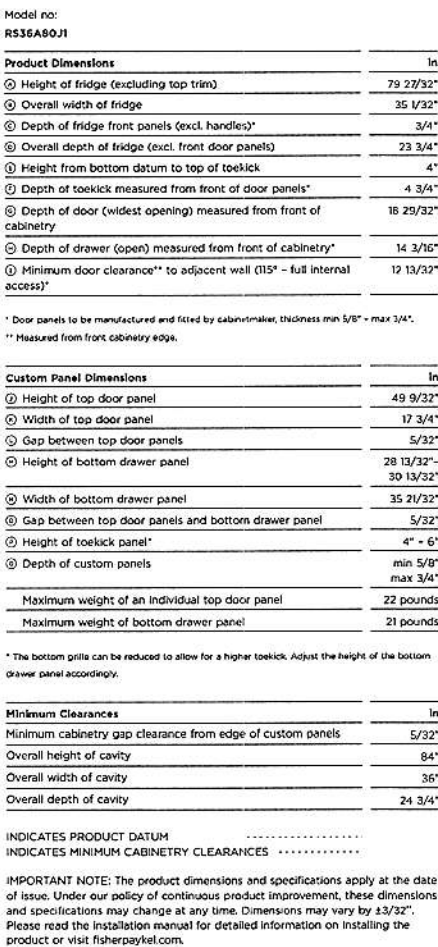 Model no:
RS36A80J1
Product Dimensions in
Ⓐ Height of fridge (excluding top trim) 79 27/32"
Ⓑ Overall width of fridge 35 1/32"
Ⓒ Depth of fridge front panels (excl. handles)* 3/4"
Ⓓ Overall depth of fridge (excl. front door panels) 23 3/4"
Ⓔ Height from bottom datum to top of toekick 4"
Ⓕ Depth of toekick measured from front of door panels* 4 3/4"
Ⓖ Depth of door (widest opening) measured from front of 18 29/32"
cabinetry
Ⓗ Depth of drawer (open) measured from front of cabinetry* 14 3/16"
Ⓘ Minimum door clearance** to adjacent wall (115° – full internal 12 13/32"
access)*
* Door panels to be manufactured and fitted by cabinetmaker, thickness min 5/8" – max 3/4".
** Measured from front cabinetry edge.
Custom Panel Dimensions in
Ⓙ Height of top door panel 49 9/32"
Ⓚ Width of top door panel 17 3/4"
Ⓛ Gap between top door panels 5/32"
Ⓜ Height of bottom drawer panel 28 13/32"–
30 13/32"
Ⓝ Width of bottom drawer panel 35 21/32"
Ⓞ Gap between top door panels and bottom drawer panel 5/32"
Ⓟ Height of toekick panel* 4" – 6"
Ⓠ Depth of custom panels min 5/8"
max 3/4"
Maximum weight of an individual top door panel 22 pounds
Maximum weight of bottom drawer panel 21 pounds
* The bottom grille can be reduced to allow for a higher toekick. Adjust the height of the bottom
drawer panel accordingly.
Minimum Clearances in
Minimum cabinetry gap clearance from edge of custom panels 5/32"
Overall height of cavity 84"
Overall width of cavity 36"
Overall depth of cavity 24 3/4"
INDICATES PRODUCT DATUM
INDICATES MINIMUM CABINETRY CLEARANCES
IMPORTANT NOTE: The product dimensions and specifications apply at the date
of issue. Under our policy of continuous product improvement, these dimensions
and specifications may change at any time. Dimensions may vary by ±3/32".
Please read the installation manual for detailed information on installing the
product or visit fisherpaykel.com.